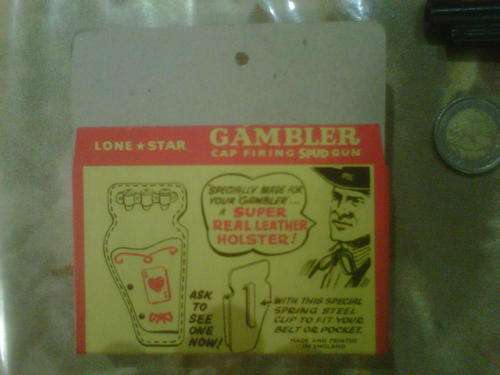 LONE ★ STAR
GAMBLER
CAP FIRING SPUD GUN
SPECIALLY MADE FOR
YOUR 'GAMBLER'...
A SUPER
REAL LEATHER
HOLSTER!
ASK
TO
SEE
ONE
NOW!
WITH THIS SPECIAL
SPRING STEEL
CLIP TO FIT YOUR
BELT OR POCKET.
MADE AND PRINTED
IN ENGLAND